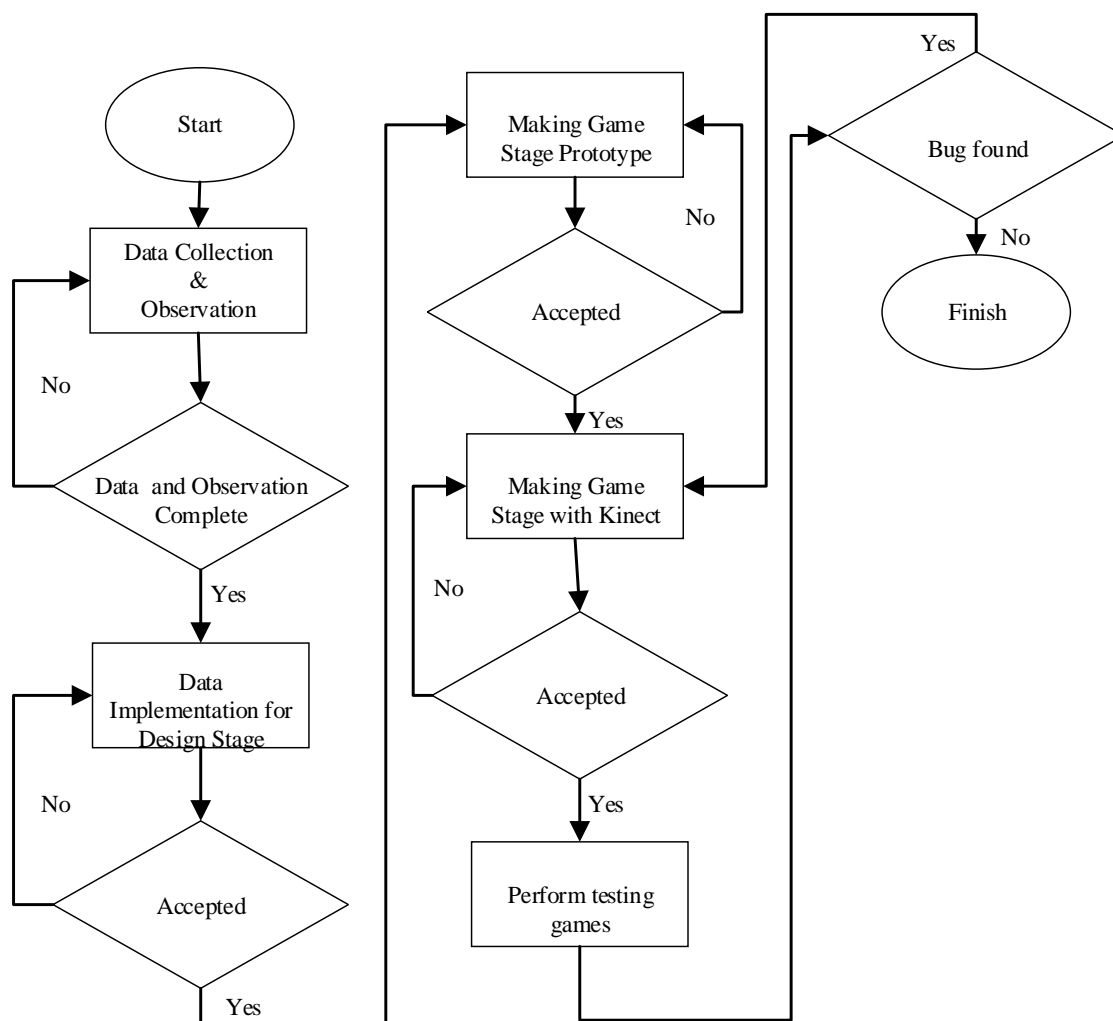 Start
Data Collection
&
Observation
No
Data and Observation
Complete
Yes
Data
Implementation for
Design Stage
No
Accepted
Yes
Making Game
Stage Prototype
No
Accepted
Yes
Making Game
Stage with Kinect
No
Accepted
Yes
Perform testing
games
Yes
Bug found
No
Finish